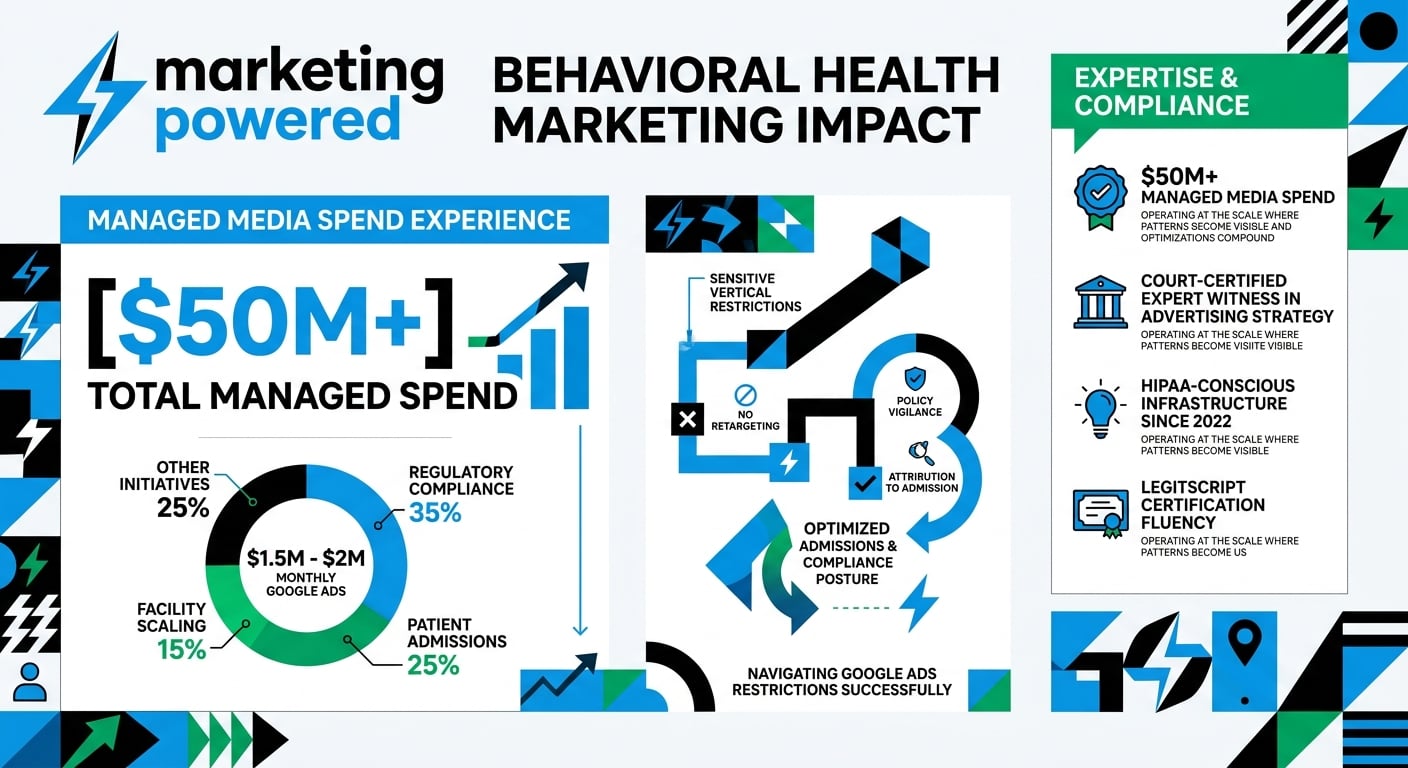 marketing
powered
BEHAVIORAL HEALTH
MARKETING IMPACT
MANAGED MEDIA SPEND EXPERIENCE
[$50M+]
TOTAL MANAGED SPEND
OTHER
INITIATIVES
25%
REGULATORY
COMPLIANCE
35%
$1.5M - $2M
MONTHLY
GOOGLE ADS
FACILITY
SCALING
15%
PATIENT
ADMISSIONS
25%
SENSITIVE
VERTICAL
RESTRICTIONS
NO
RETARGETING
POLICY
VIGILANCE
ATTRIBUTION
TO ADMISSION
OPTIMIZED
ADMISSIONS &
COMPLIANCE
POSTURE
NAVIGATING GOOGLE ADS
RESTRICTIONS SUCCESSFULLY
EXPERTISE &
COMPLIANCE
$50M+
MANAGED MEDIA SPEND
OPERATING AT THE SCALE WHERE
PATTERNS SECOME VISIBLE AND
OPTIMIZATIONS COMPOUND
COURT-CERTIFIED
EXPERT WITNESS IN
ADVERTISING STRATEGY
OPERATING AT THE SCALE WHERE
PATTERNS BECOME VISIITE VISIBLE
HIPAA-CONSCIOUS
INFRASTRUCTURE
SINCE 2022
OPERATING AT THE SCALE WHERE
PATTERNS BECOME VISIBLE
LEGITSCRIPT
CERTIFICATION
FLUENCY
OPERATING AT THE SCALE WHERE
PATTERNS BECOME US